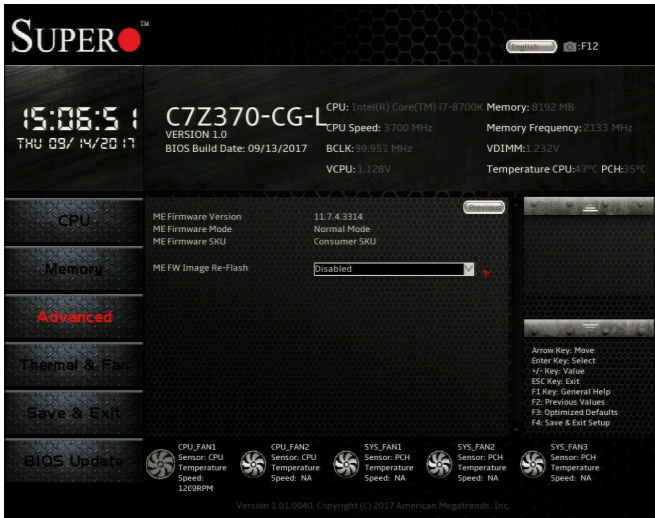 SUPER TM
English :F12
15:06:51
THU 09/14/2017
C7Z370-CG-L
VERSION 1.0
BIOS Build Date: 09/13/2017
CPU: Intel(R) Core(TM) i7-8700K
CPU Speed: 3700 MHz
BCLK: 99.951 MHz
VCPU: 1.128V
Memory: 8192 MB
Memory Frequency: 2133 MHz
VDIMM: 1.232V
Temperature CPU:43°C PCH:35°C
CPU
Memory
Advanced
Thermal & Fan
Save & Exit
BIOS Update
Previous
ME Firmware Version 11.7.4.3314
ME Firmware Mode Normal Mode
ME Firmware SKU Consumer SKU
ME FW Image Re-Flash Disabled
Arrow Key: Move
Enter Key: Select
+/- Key: Value
ESC Key: Exit
F1 Key: General Help
F2: Previous Values
F3: Optimized Defaults
F4: Save & Exit Setup
CPU_FAN1
Sensor: CPU
Temperature
Speed:
1209RPM
CPU_FAN2
Sensor: CPU
Temperature
Speed: NA
SYS_FAN1
Sensor: PCH
Temperature
Speed: NA
SYS_FAN2
Sensor: PCH
Temperature
Speed: NA
SYS_FAN3
Sensor: PCH
Temperature
Speed: NA
Version 1.01.0040. Copyright (C) 2017 American Megatrends, Inc.